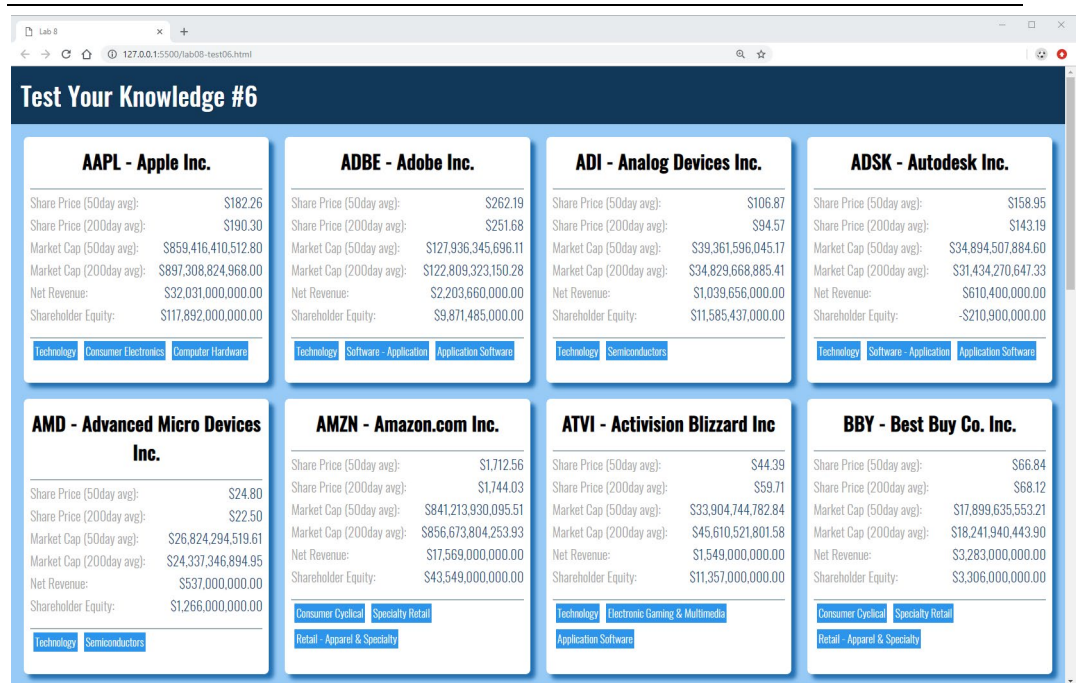 Lab 8
127.0.0.1:5500/lab08-test06.html
Test Your Knowledge #6
AAPL - Apple Inc.
Share Price (50day avg): $182.26
Share Price (200day avg): $190.30
Market Cap (50day avg): $859,416,410,512.80
Market Cap (200day avg): $897,308,824,968.00
Net Revenue: $32,031,000,000.00
Shareholder Equity: $117,892,000,000.00
Technology Consumer Electronics Computer Hardware
ADBE - Adobe Inc.
Share Price (50day avg): $262.19
Share Price (200day avg): $251.68
Market Cap (50day avg): $127,936,345,696.11
Market Cap (200day avg): $122,809,323,150.28
Net Revenue: $2,203,660,000.00
Shareholder Equity: $9,871,485,000.00
Technology Software - Application Application Software
ADI - Analog Devices Inc.
Share Price (50day avg): $106.87
Share Price (200day avg): $94.57
Market Cap (50day avg): $39,361,596,045.17
Market Cap (200day avg): $34,829,668,885.41
Net Revenue: $1,039,656,000.00
Shareholder Equity: $11,585,437,000.00
Technology Semiconductors
ADSK - Autodesk Inc.
Share Price (50day avg): $158.95
Share Price (200day avg): $143.19
Market Cap (50day avg): $34,894,507,884.60
Market Cap (200day avg): $31,434,270,647.33
Net Revenue: $610,400,000.00
Shareholder Equity: -$210,900,000.00
Technology Software - Application Application Software
AMD - Advanced Micro Devices
Inc.
Share Price (50day avg): $24.80
Share Price (200day avg): $22.50
Market Cap (50day avg): $26,824,294,519.61
Market Cap (200day avg): $24,337,346,894.95
Net Revenue: $537,000,000.00
Shareholder Equity: $1,266,000,000.00
Technology Semiconductors
AMZN - Amazon.com Inc.
Share Price (50day avg): $1,712.56
Share Price (200day avg): $1,744.03
Market Cap (50day avg): $841,213,930,095.51
Market Cap (200day avg): $856,673,804,253.93
Net Revenue: $17,569,000,000.00
Shareholder Equity: $43,549,000,000.00
Consumer Cyclical Specialty Retail
Retail - Apparel & Specialty
ATVI - Activision Blizzard Inc
Share Price (50day avg): $44.39
Share Price (200day avg): $59.71
Market Cap (50day avg): $33,904,744,782.84
Market Cap (200day avg): $45,610,521,801.58
Net Revenue: $1,549,000,000.00
Shareholder Equity: $11,357,000,000.00
Technology Electronic Gaming & Multimedia
Application Software
BBY - Best Buy Co. Inc.
Share Price (50day avg): $66.84
Share Price (200day avg): $68.12
Market Cap (50day avg): $17,899,635,553.21
Market Cap (200day avg): $18,241,940,443.90
Net Revenue: $3,283,000,000.00
Shareholder Equity: $3,306,000,000.00
Consumer Cyclical Specialty Retail
Retail - Apparel & Specialty